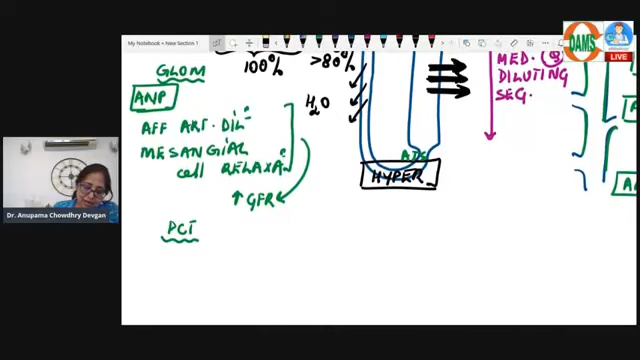 My Notebook • New Section 1
DAMS
LIVE
100%
>80%
GLOM
ANP
AFF ART. DIL
MESANGIAL
cell RELAXA
↑ GFR
PCT
H2O
HYPER
MED.
DILUTING
SEG.
Dr. Anupama Chowdhry Devgan